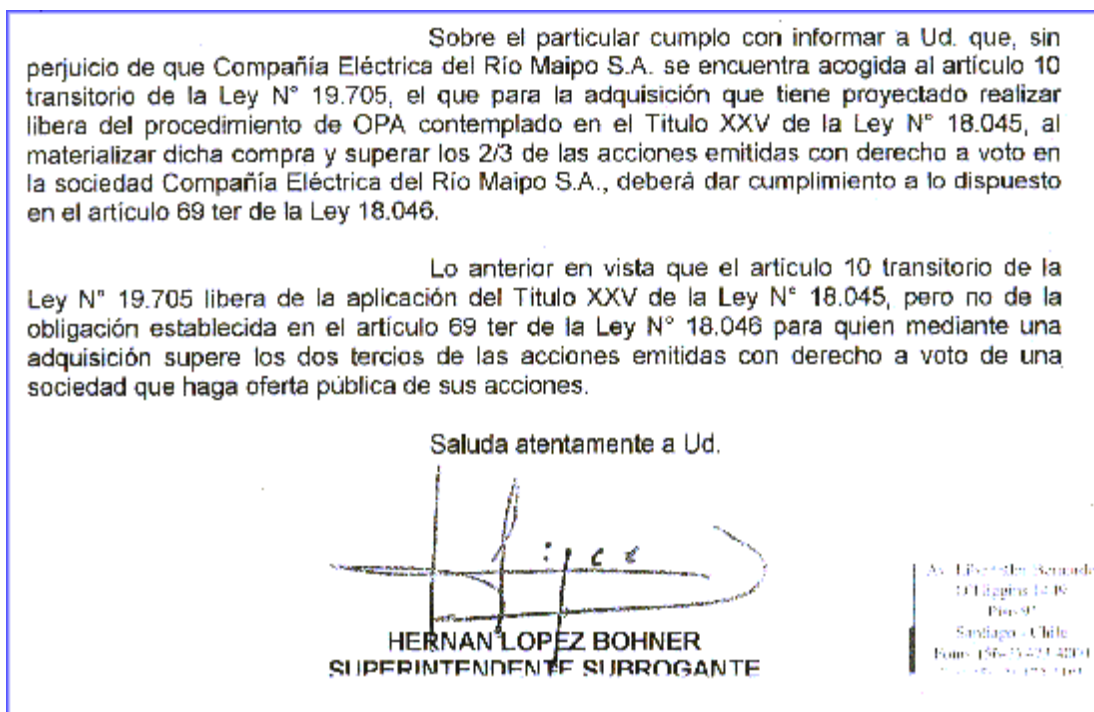 Sobre el particular cumplo con informar a Ud. que, sin
perjuicio de que Compañía Eléctrica del Río Maipo S.A. se encuentra acogida al artículo 10
transitorio de la Ley N° 19.705, el que para la adquisición que tiene proyectado realizar
libera del procedimiento de OPA contemplado en el Titulo XXV de la Ley N° 18.045, al
materializar dicha compra y superar los 2/3 de las acciones emitidas con derecho a voto en
la sociedad Compañía Eléctrica del Río Maipo S.A., deberá dar cumplimiento a lo dispuesto
en el artículo 69 ter de la Ley 18.046.
Lo anterior en vista que el artículo 10 transitorio de la
Ley N° 19.705 libera de la aplicación del Titulo XXV de la Ley N° 18.045, pero no de la
obligación establecida en el artículo 69 ter de la Ley N° 18.046 para quien mediante una
adquisición supere los dos tercios de las acciones emitidas con derecho a voto de una
sociedad que haga oferta pública de sus acciones.
Saluda atentamente a Ud.
HERNAN LOPEZ BOHNER
SUPERINTENDENTE SUBROGANTE
Av. Libertador Bernardo
O'Higgins
Santiago - Chile